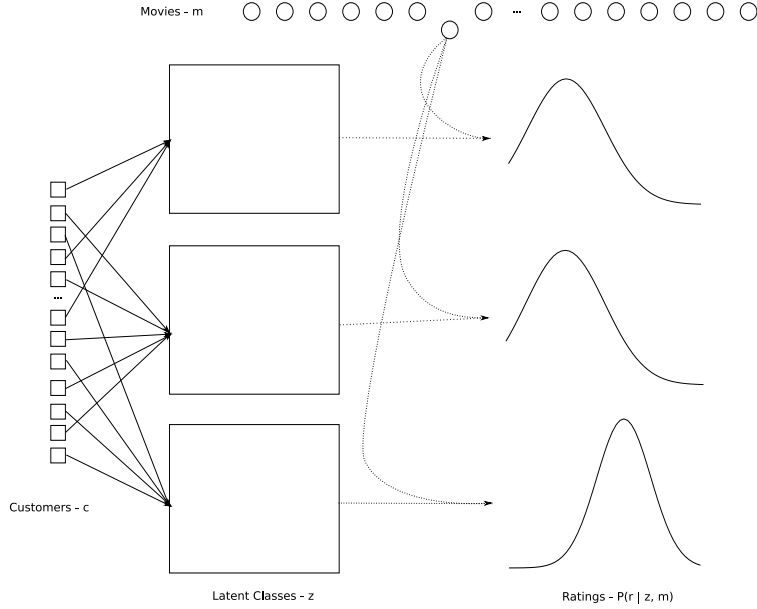 Movies - m
...
...
Customers - c
Latent Classes - z
Ratings - P(r | z, m)